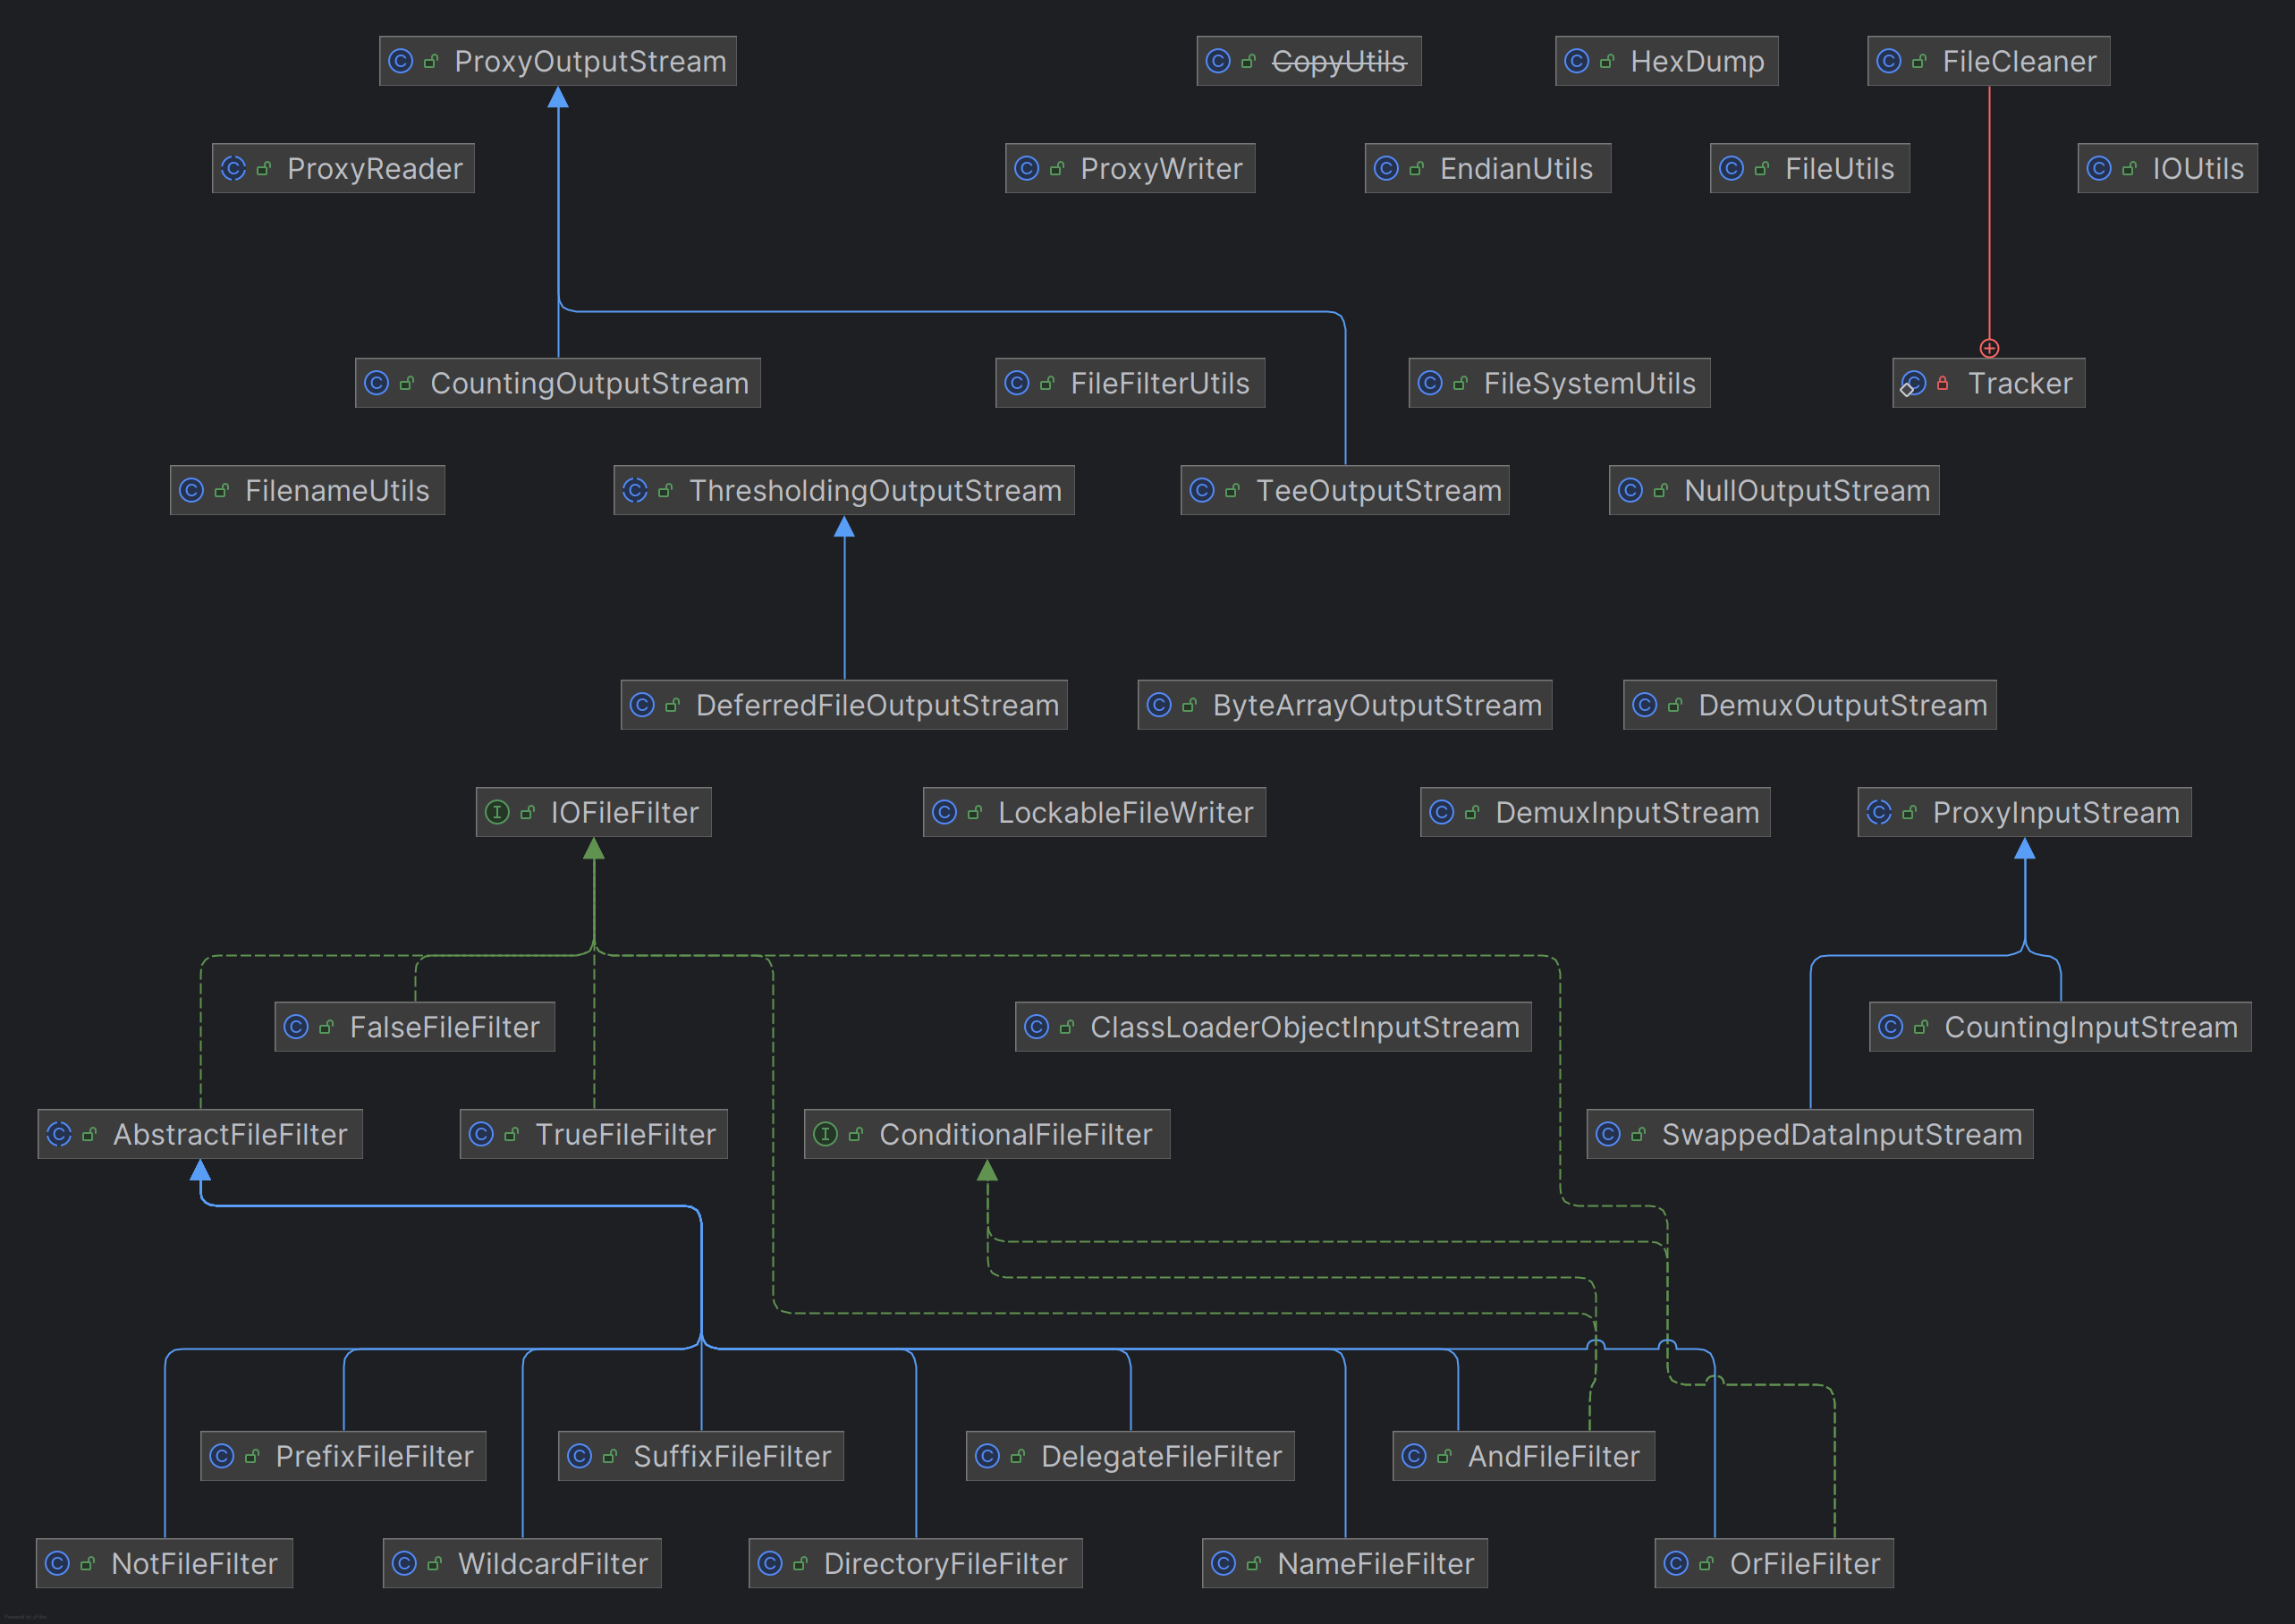 ProxyOutputStream
CopyUtils
HexDump
FileCleaner
ProxyReader
ProxyWriter
EndianUtils
FileUtils
IOUtils
CountingOutputStream
FileFilterUtils
FileSystemUtils
Tracker
FilenameUtils
ThresholdingOutputStream
TeeOutputStream
NullOutputStream
DeferredFileOutputStream
ByteArrayOutputStream
DemuxOutputStream
IOFileFilter
LockableFileWriter
DemuxInputStream
ProxyInputStream
FalseFileFilter
ClassLoaderObjectInputStream
CountingInputStream
AbstractFileFilter
TrueFileFilter
ConditionalFileFilter
SwappedDataInputStream
PrefixFileFilter
SuffixFileFilter
DelegateFileFilter
AndFileFilter
NotFileFilter
WildcardFilter
DirectoryFileFilter
NameFileFilter
OrFileFilter